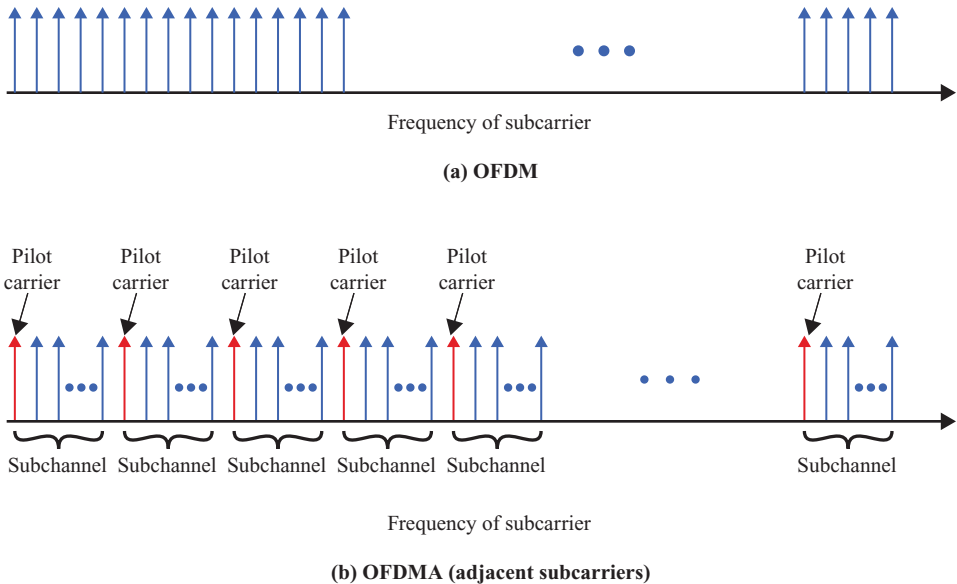 Frequency of subcarrier
(a) OFDM
Pilot carrier
Pilot carrier
Pilot carrier
Pilot carrier
Pilot carrier
Pilot carrier
Subchannel
Subchannel
Subchannel
Subchannel
Subchannel
Subchannel
Frequency of subcarrier
(b) OFDMA (adjacent subcarriers)